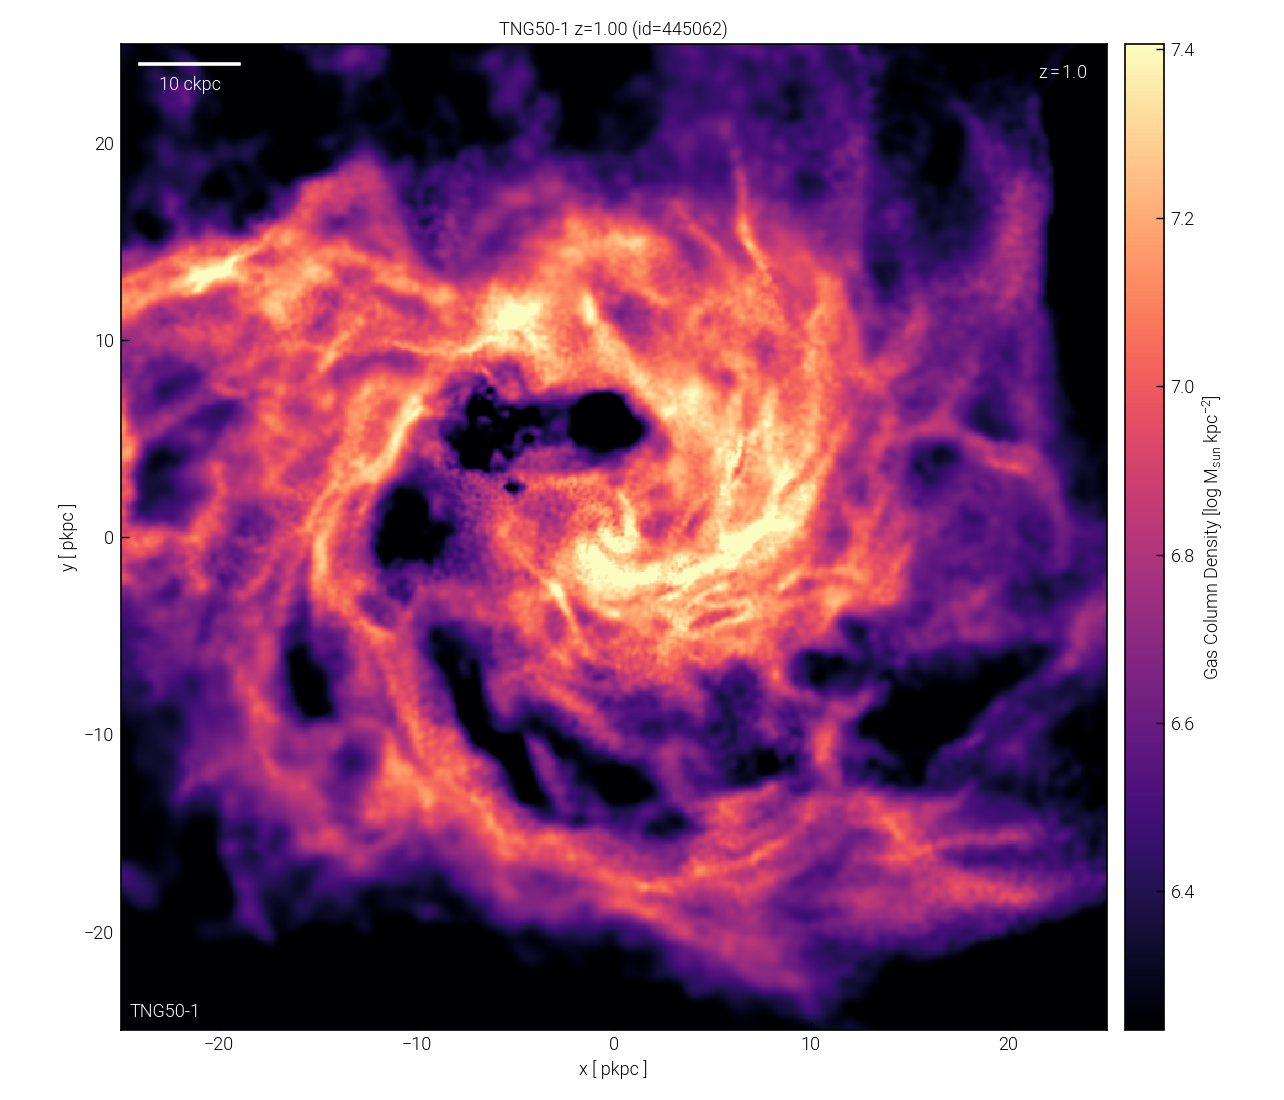 TNG50-1 z=1.00 (id=445062)
10 ckpc
z = 1.0
TNG50-1
20
10
0
−10
−20
y [ pkpc ]
−20
−10
0
10
20
x [ pkpc ]
7.4
7.2
7.0
6.8
6.6
6.4
Gas Column Density [log M_sun kpc^−2]